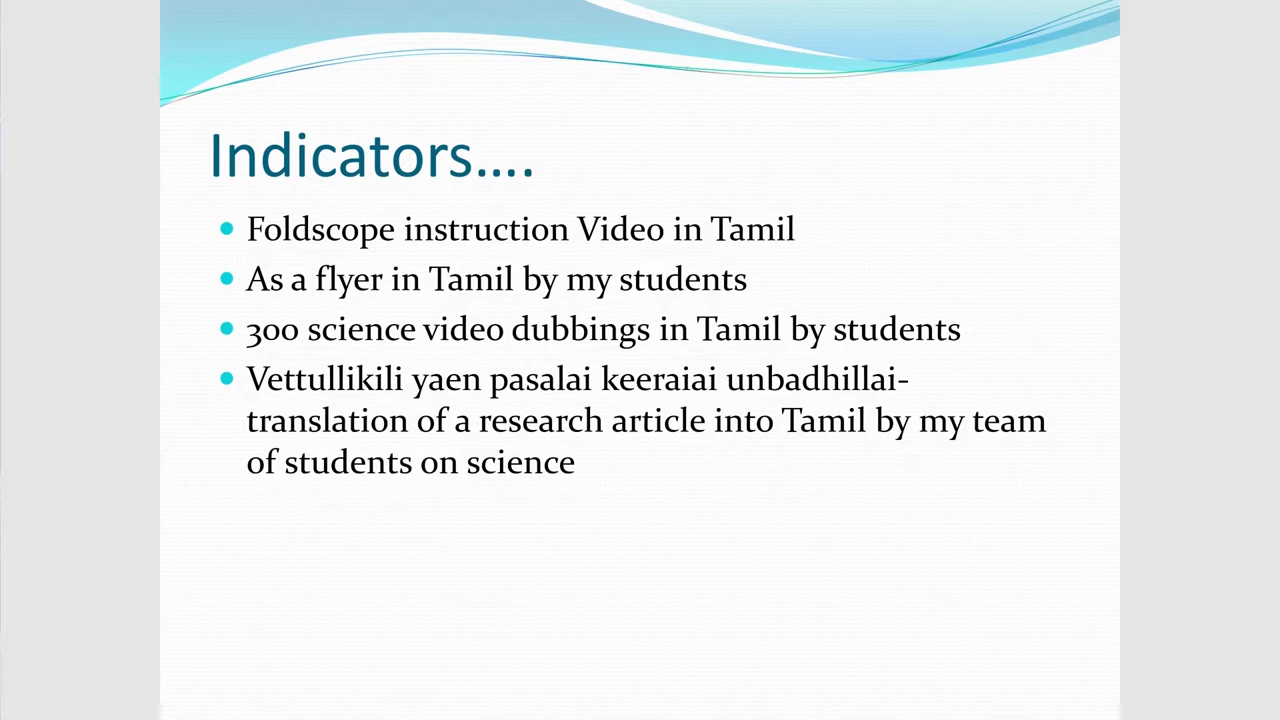 Indicators....
Foldscope instruction Video in Tamil
As a flyer in Tamil by my students
300 science video dubbings in Tamil by students
Vettullikili yaen pasalai keeraiai unbadhillai-
translation of a research article into Tamil by my team
of students on science